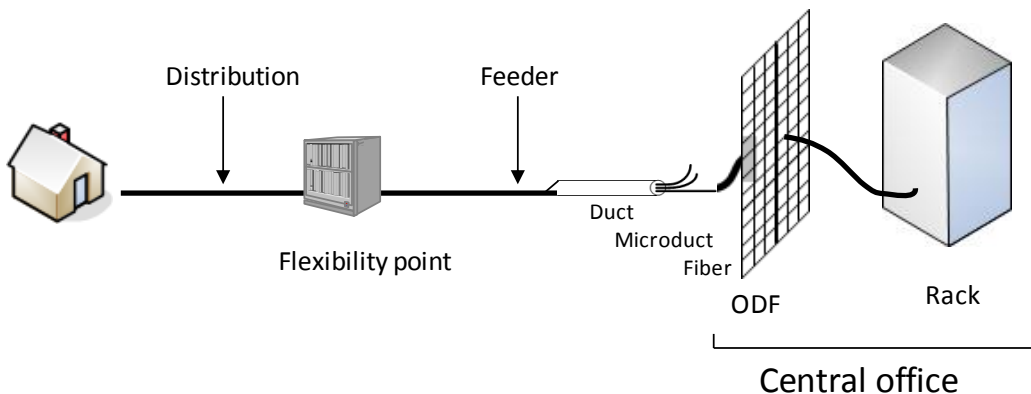 Distribution
Feeder
Flexibility point
Duct
Microduct
Fiber
ODF
Rack
Central office